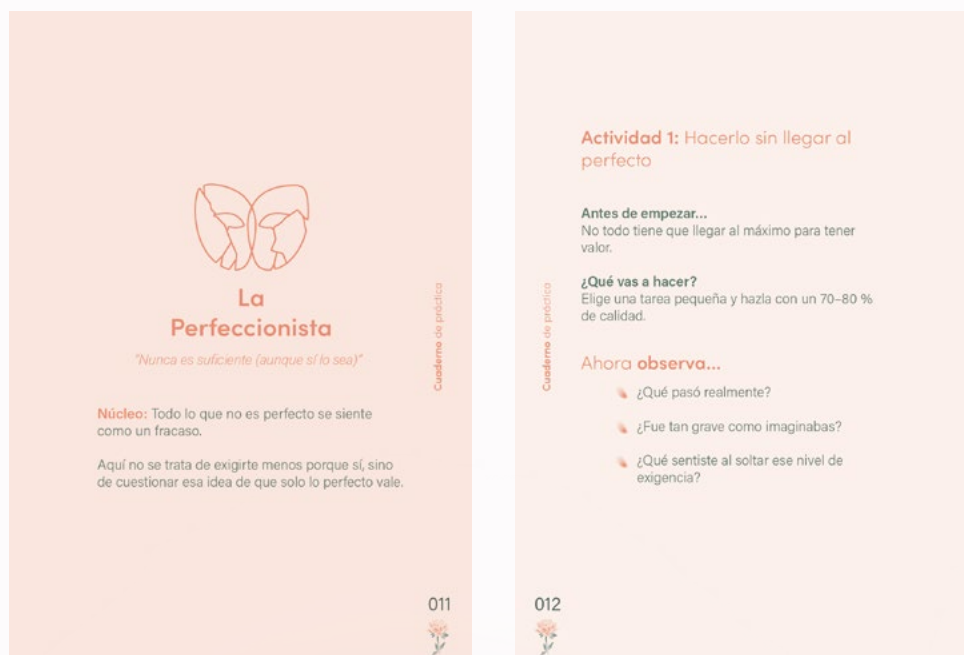 La
Perfeccionista
"Nunca es suficiente (aunque sí lo sea)"
Núcleo: Todo lo que no es perfecto se siente
como un fracaso.
Aquí no se trata de exigirte menos porque sí, sino
de cuestionar esa idea de que solo lo perfecto vale.
Cuaderno de práctica
011
Actividad 1: Hacerlo sin llegar al
perfecto
Antes de empezar...
No todo tiene que llegar al máximo para tener
valor.
¿Qué vas a hacer?
Elige una tarea pequeña y hazla con un 70–80 %
de calidad.
Ahora observa...
¿Qué pasó realmente?
¿Fue tan grave como imaginabas?
¿Qué sentiste al soltar ese nivel de
exigencia?
Cuaderno de práctica
012